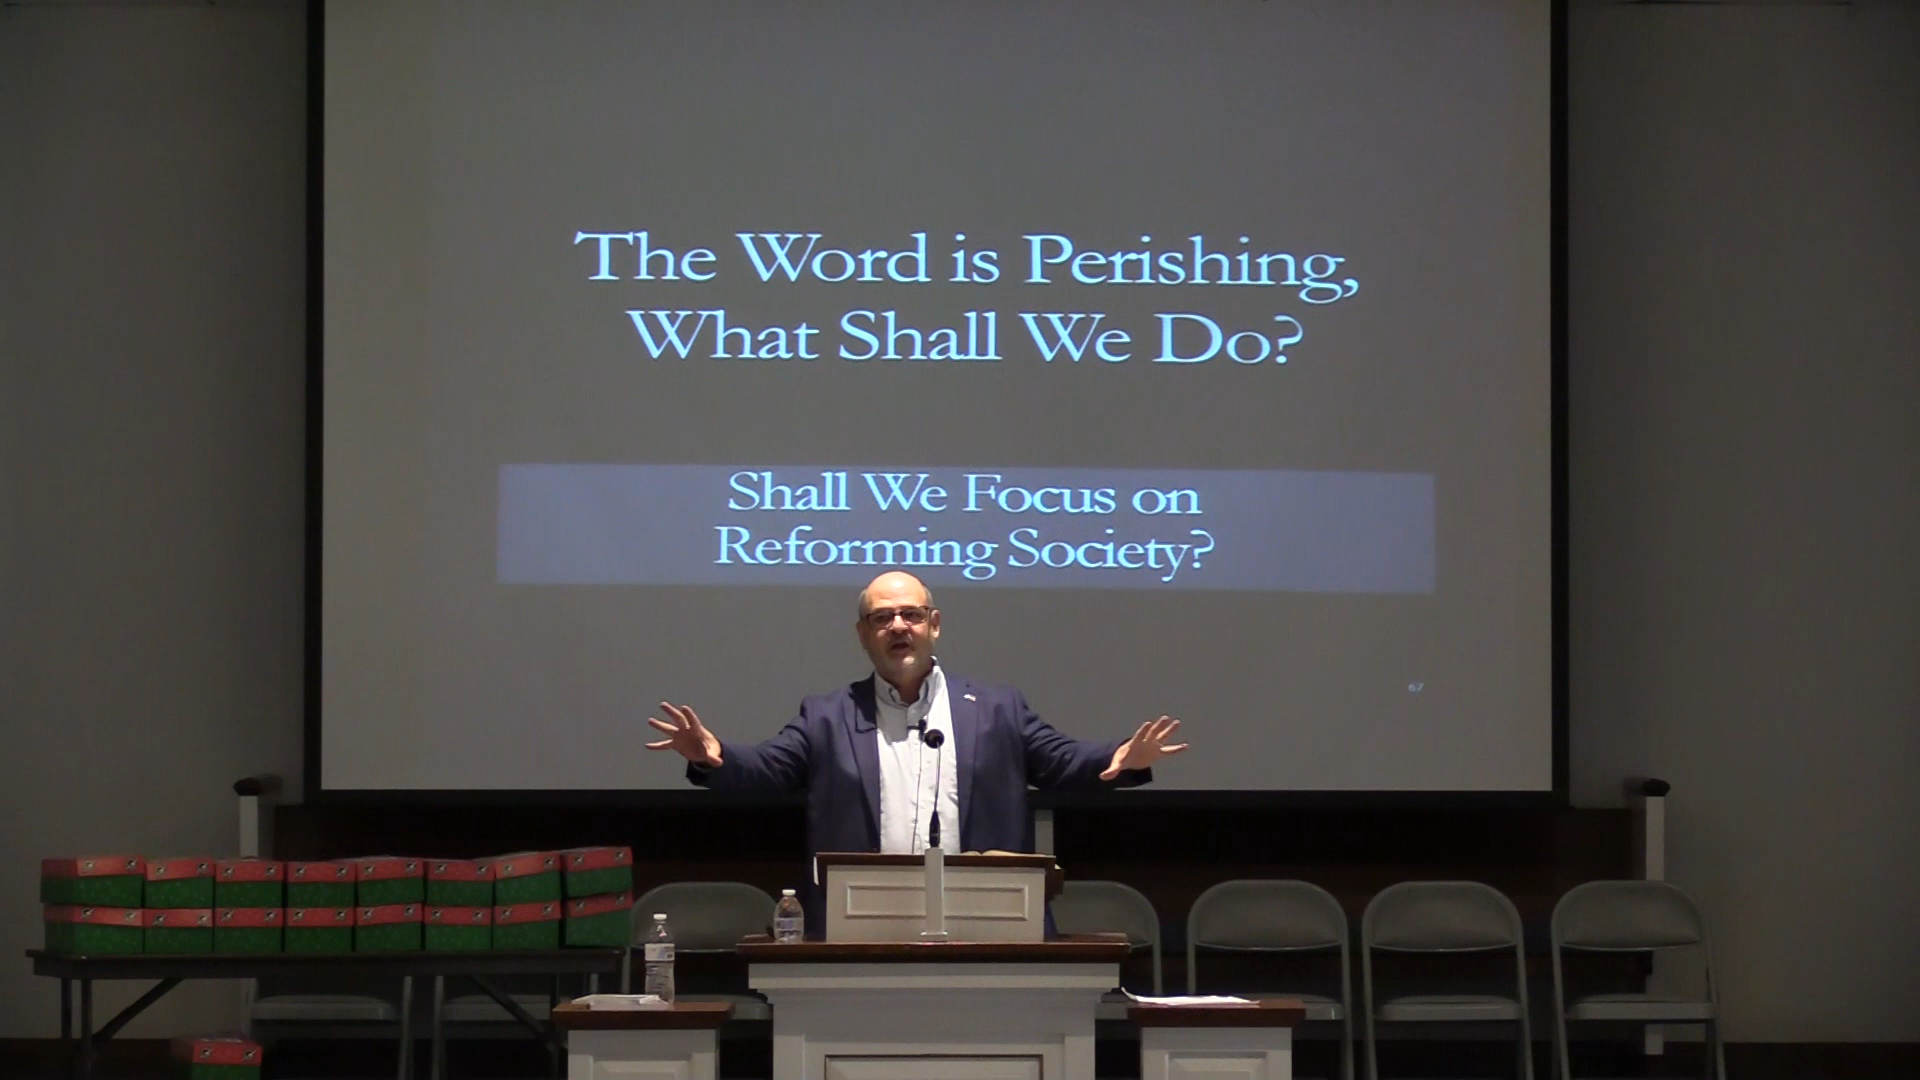 The Word is Perishing,
What Shall We Do?
Shall We Focus on
Reforming Society?
67